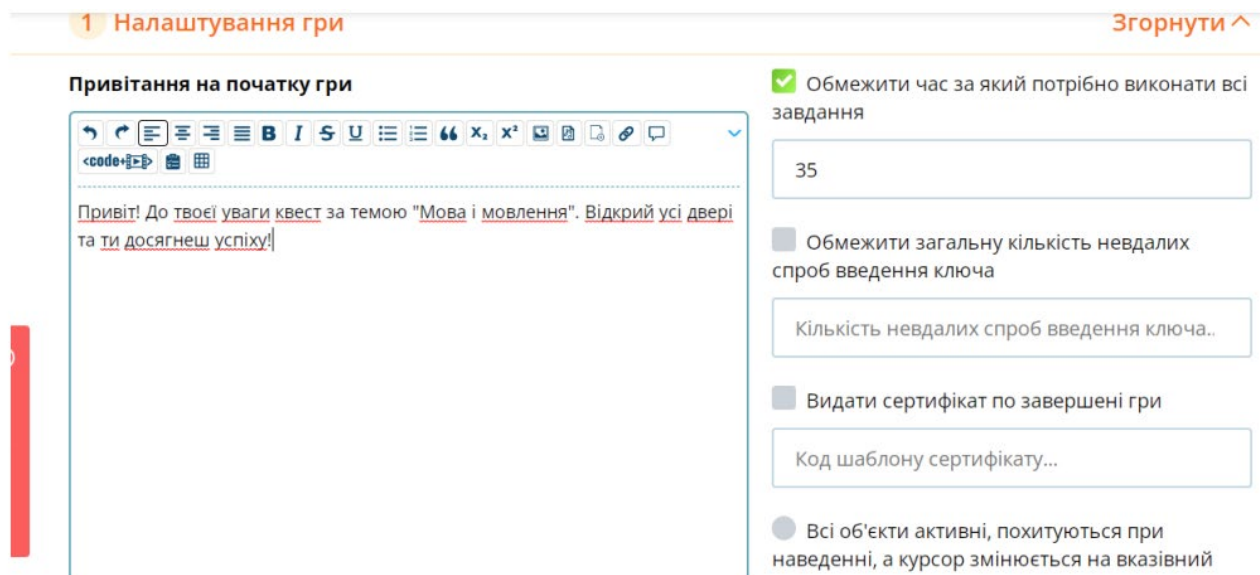 1 Налаштування гри
Згорнути
Привітання на початку гри
<code+
Привіт! До твоєї уваги квест за темою "Мова і мовлення". Відкрий усі двері
та ти досягнеш успіху!
Обмежити час за який потрібно виконати всі
завдання
35
Обмежити загальну кількість невдалих
спроб введення ключа
Кількість невдалих спроб введення ключа..
Видати сертифікат по завершені гри
Код шаблону сертифікату...
Всі об'єкти активні, похитуються при
наведенні, а курсор змінюється на вказівний